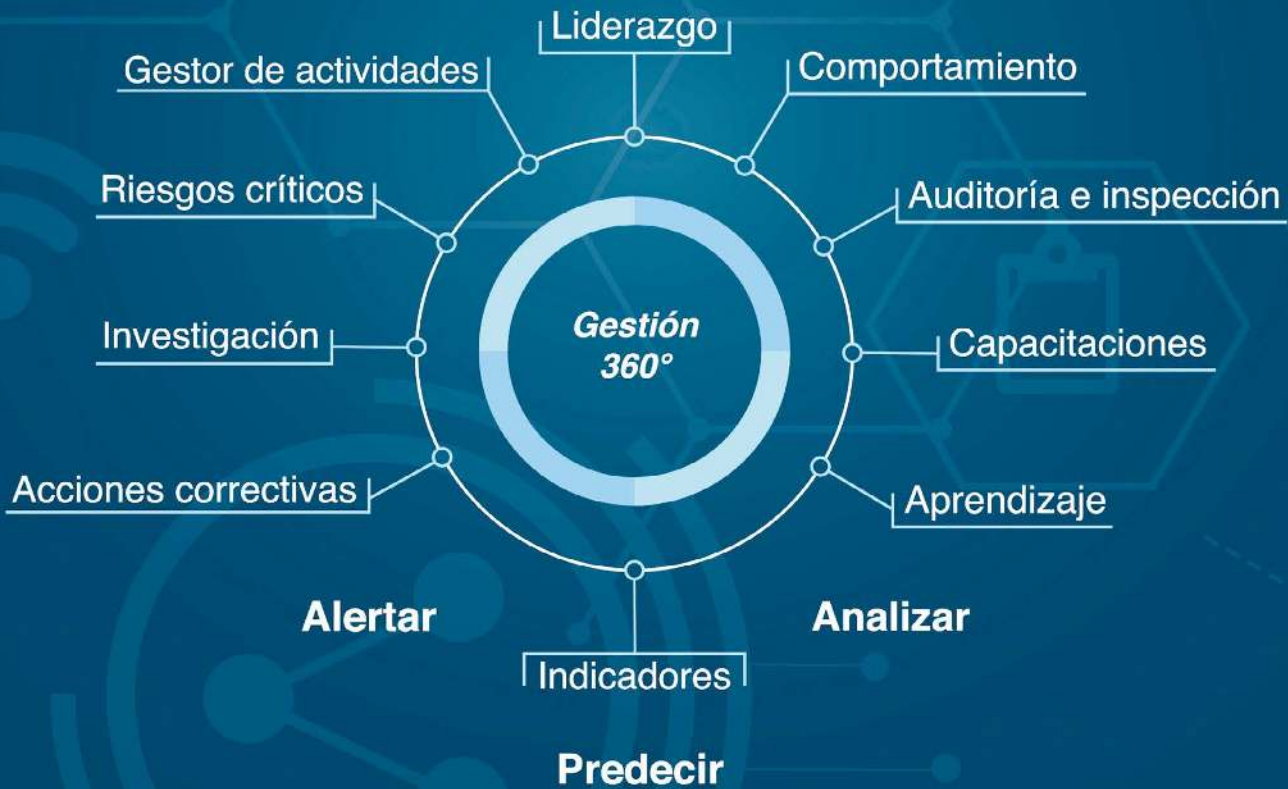 Liderazgo
Gestor de actividades
Comportamiento
Riesgos críticos
Auditoría e inspección
Gestión
360°
Investigación
Capacitaciones
Acciones correctivas
Aprendizaje
Alertar
Analizar
Indicadores
Predecir